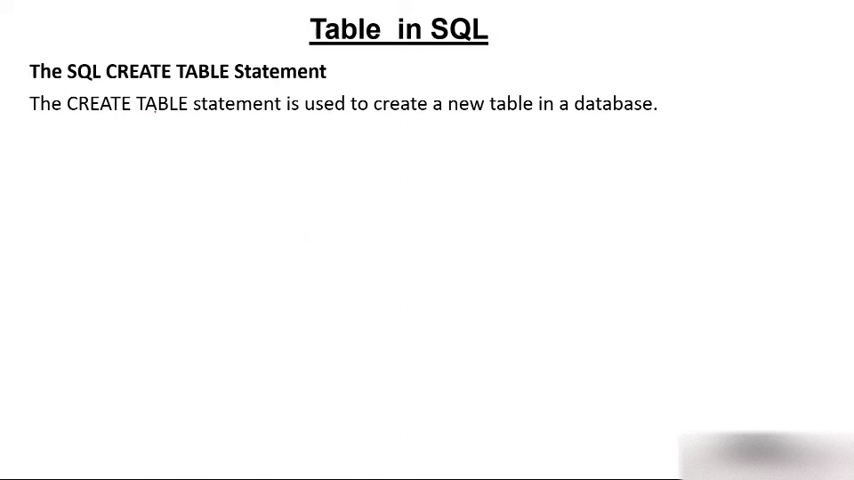 Table in SQL
The SQL CREATE TABLE Statement
The CREATE TABLE statement is used to create a new table in a database.